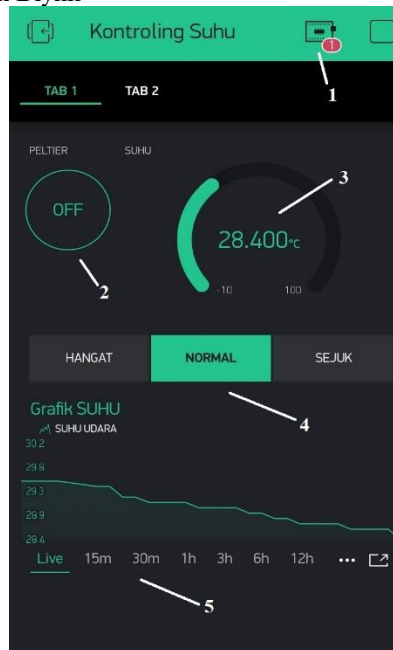 Kontroling Suhu
1
1
TAB 1 TAB 2
PELTIER SUHU
3
OFF
28.400°C
2
-10 100
HANGAT NORMAL SEJUK
4
Grafik SUHU
SUHU UDARA
30.2
29.8
29.3
28.9
28.4
Live 15m 30m 1h 3h 6h 12h ...
5